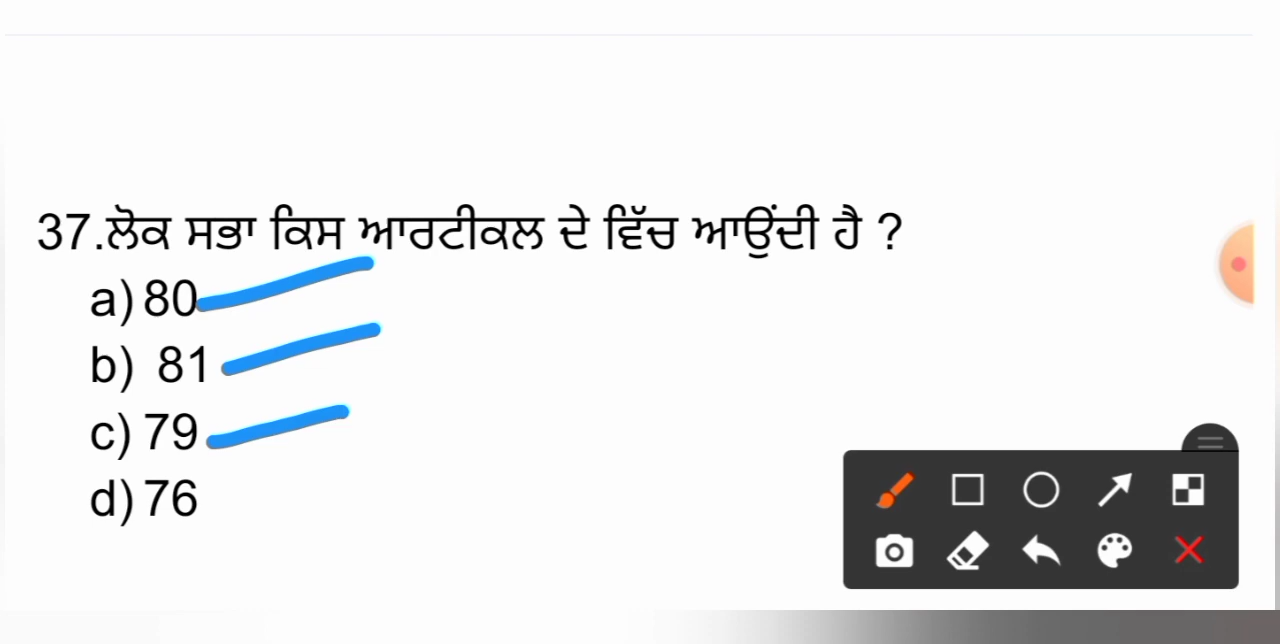 37.ਲੋਕ ਸਭਾ ਕਿਸ ਆਰਟੀਕਲ ਦੇ ਵਿੱਚ ਆਉਂਦੀ ਹੈ ?
a) 80
b) 81
c) 79
d) 76